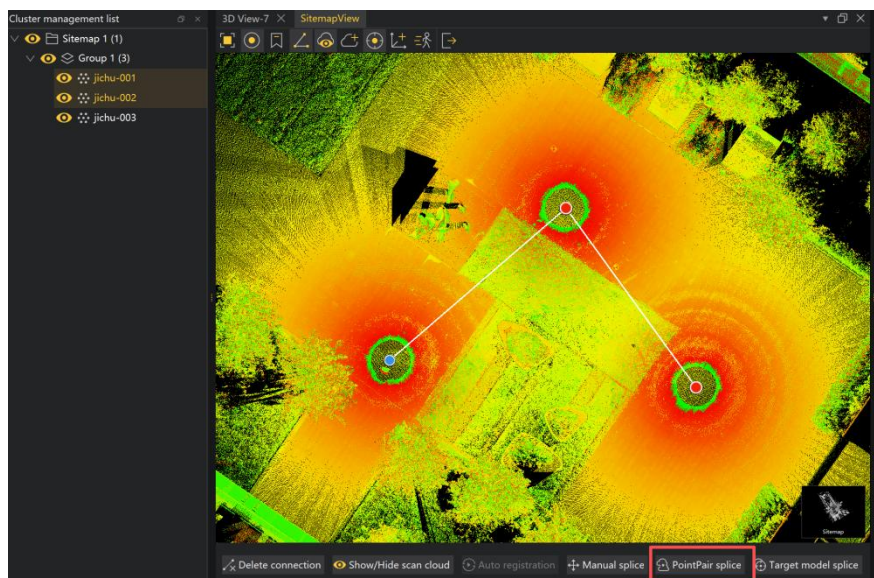 Cluster management list
3D View-7
SitemapView
Sitemap 1 (1)
Group 1 (3)
jichu-001
jichu-002
jichu-003
Sitemap
Delete connection
Show/Hide scan cloud
Auto registration
Manual splice
PointPair splice
Target model splice